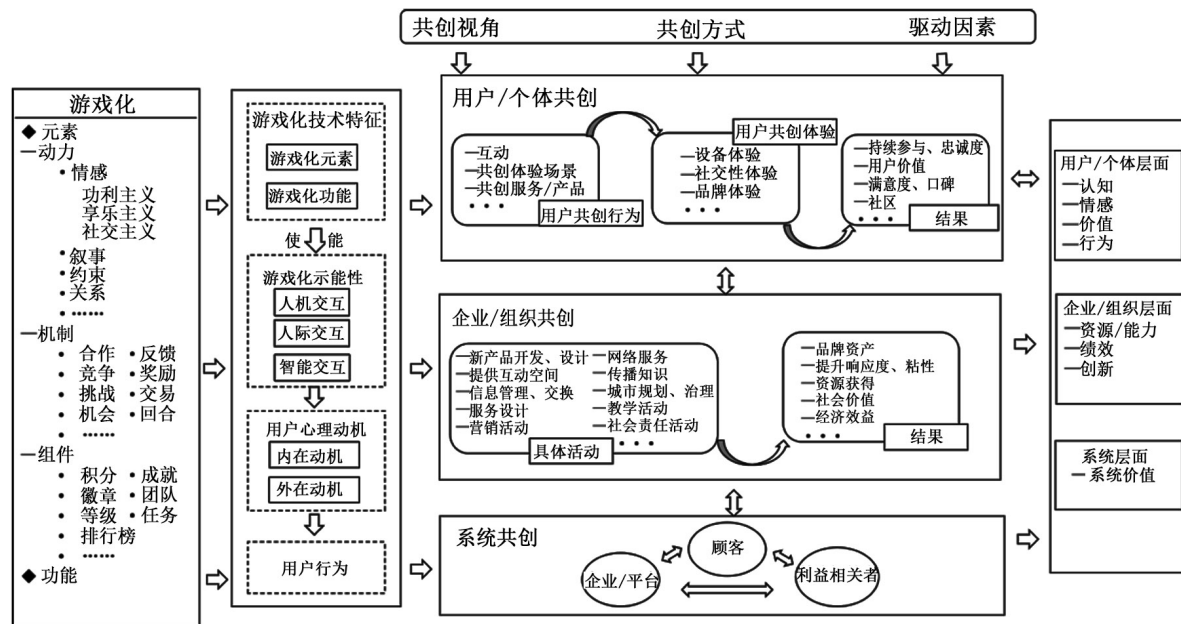 共创视角 共创方式 驱动因素
游戏化
◆ 元素
—动力
• 情感
功利主义
享乐主义
社交主义
• 叙事
• 约束
• 关系
• ……
—机制
• 合作 • 反馈
• 竞争 • 奖励
• 挑战 • 交易
• 机会 • 回合
• ……
—组件
• 积分 • 成就
• 徽章 • 团队
• 等级 • 任务
• 排行榜
• ……
◆ 功能
游戏化技术特征
游戏化元素
游戏化功能
使 能
游戏化示能性
人机交互
人际交互
智能交互
用户心理动机
内在动机
外在动机
用户行为
用户/个体共创
—互动
—共创体验场景
—共创服务/产品
• • •
用户共创行为
用户共创体验
—设备体验
—社交性体验
—品牌体验
• • •
—持续参与、忠诚度
—用户价值
—满意度、口碑
—社区
• • •
结果
企业/组织共创
—新产品开发、设计 —网络服务
—提供互动空间 —传播知识
—信息管理、交换 —城市规划、治理
—服务设计 —教学活动
—营销活动 —社会责任活动
• • •
具体活动
—品牌资产
—提升响应度、粘性
—资源获得
—社会价值
—经济效益
• • •
结果
系统共创
顾客
企业/平台
利益相关者
用户/个体层面
—认知
—情感
—价值
—行为
企业/组织层面
—资源/能力
—绩效
—创新
系统层面
—系统价值